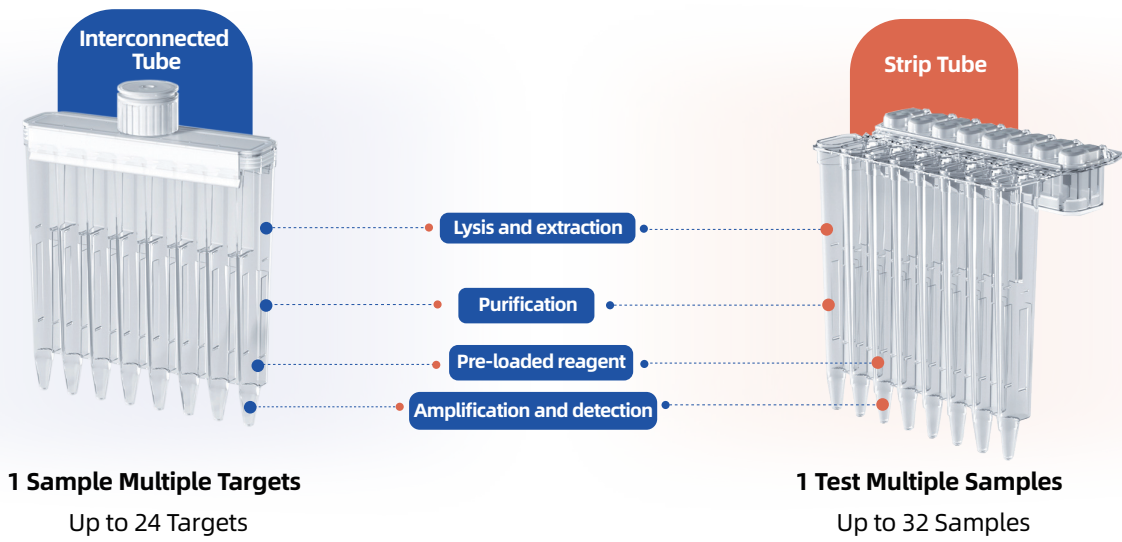 Interconnected
Tube
Strip Tube
Lysis and extraction
Purification
Pre-loaded reagent
Amplification and detection
1 Sample Multiple Targets
Up to 24 Targets
1 Test Multiple Samples
Up to 32 Samples